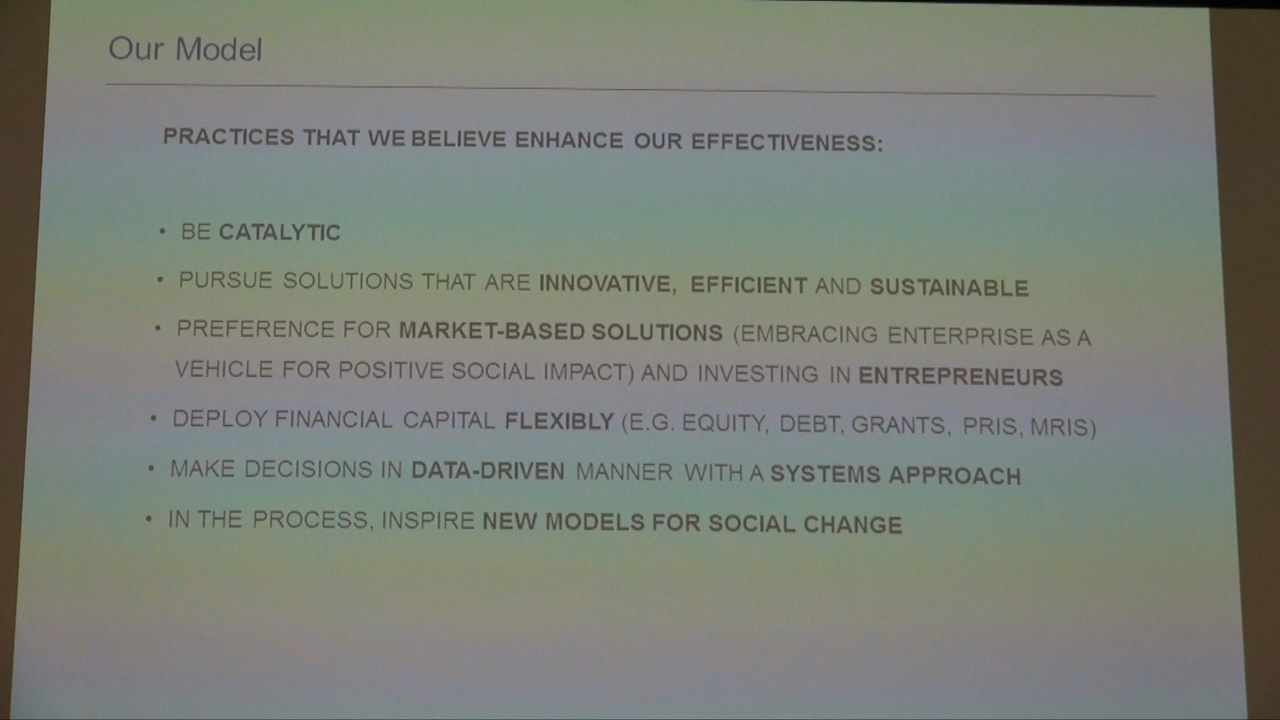 Our Model
PRACTICES THAT WE BELIEVE ENHANCE OUR EFFECTIVENESS:
• BE CATALYTIC
• PURSUE SOLUTIONS THAT ARE INNOVATIVE, EFFICIENT AND SUSTAINABLE
• PREFERENCE FOR MARKET-BASED SOLUTIONS (EMBRACING ENTERPRISE AS A
VEHICLE FOR POSITIVE SOCIAL IMPACT) AND INVESTING IN ENTREPRENEURS
• DEPLOY FINANCIAL CAPITAL FLEXIBLY (E.G. EQUITY, DEBT, GRANTS, PRIS, MRIS)
• MAKE DECISIONS IN DATA-DRIVEN MANNER WITH A SYSTEMS APPROACH
• IN THE PROCESS, INSPIRE NEW MODELS FOR SOCIAL CHANGE